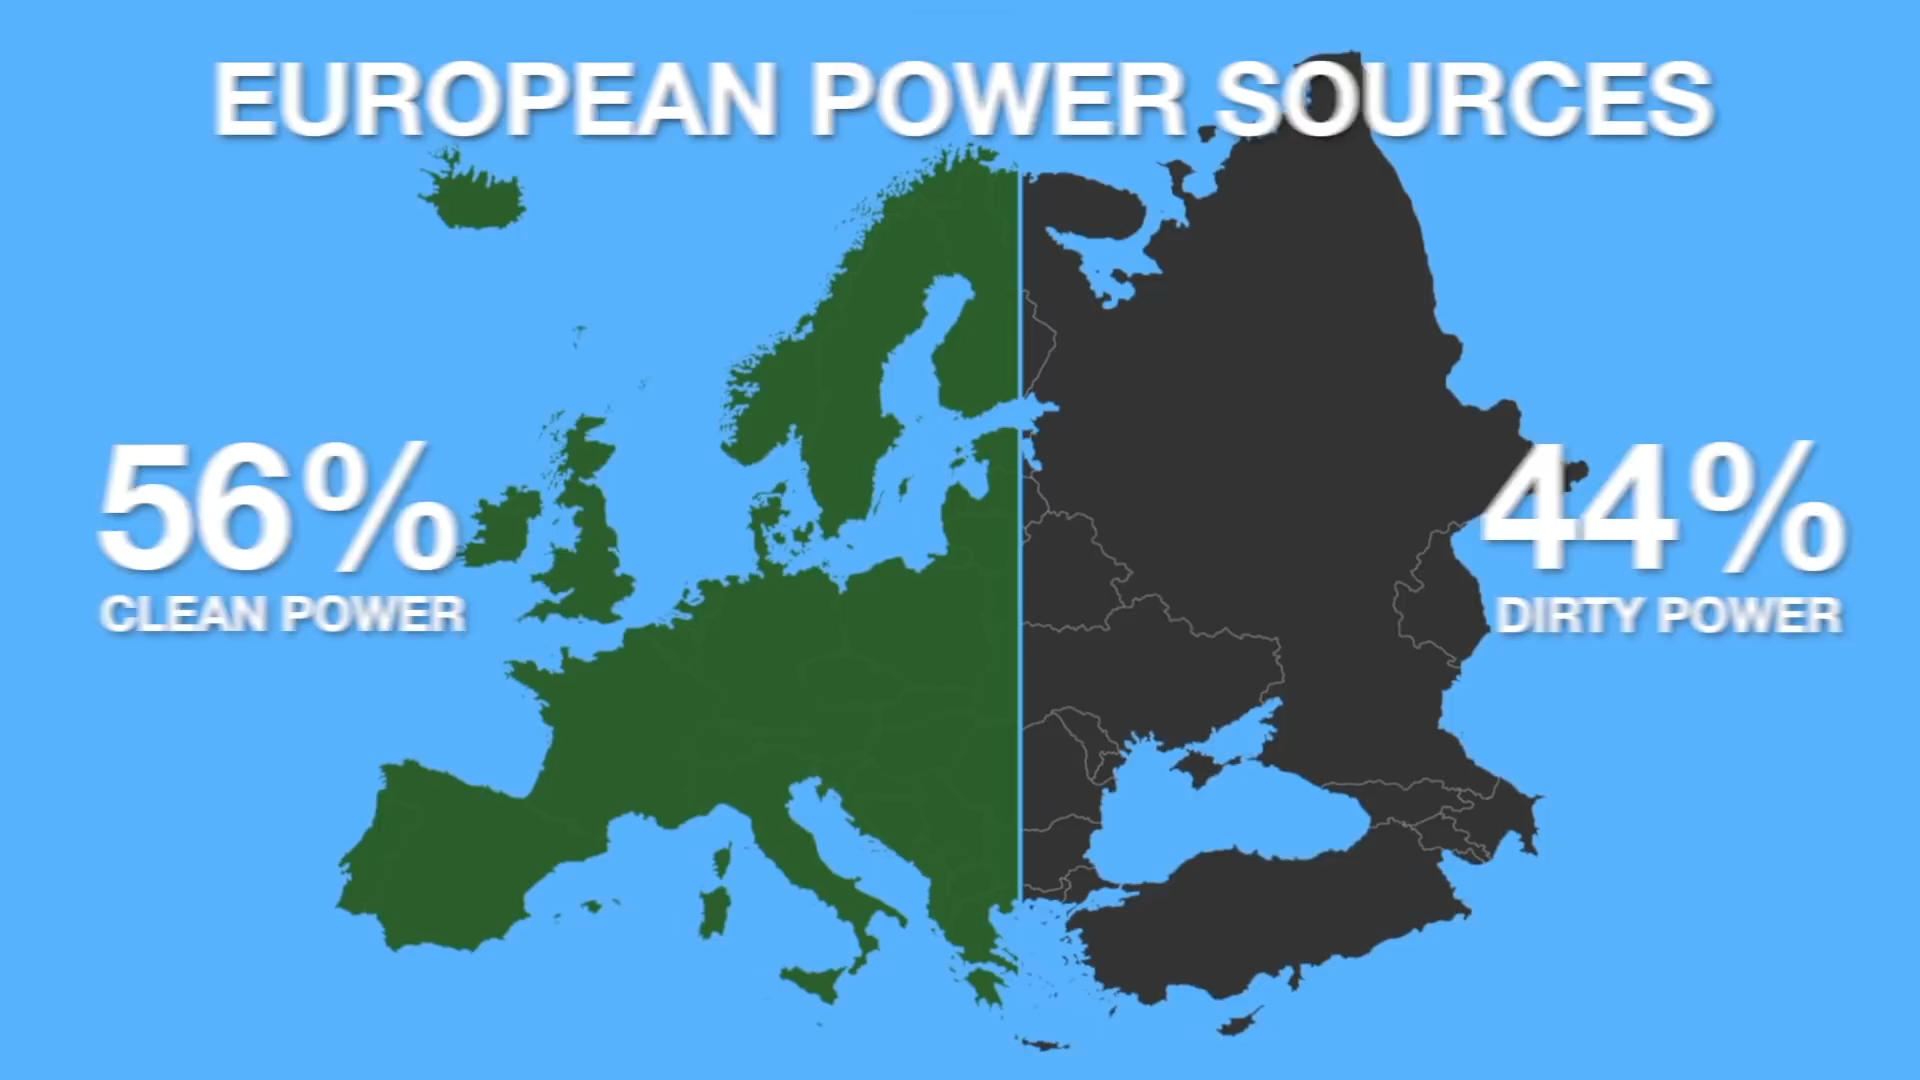 EUROPEAN POWER SOURCES
56%
CLEAN POWER
44%
DIRTY POWER